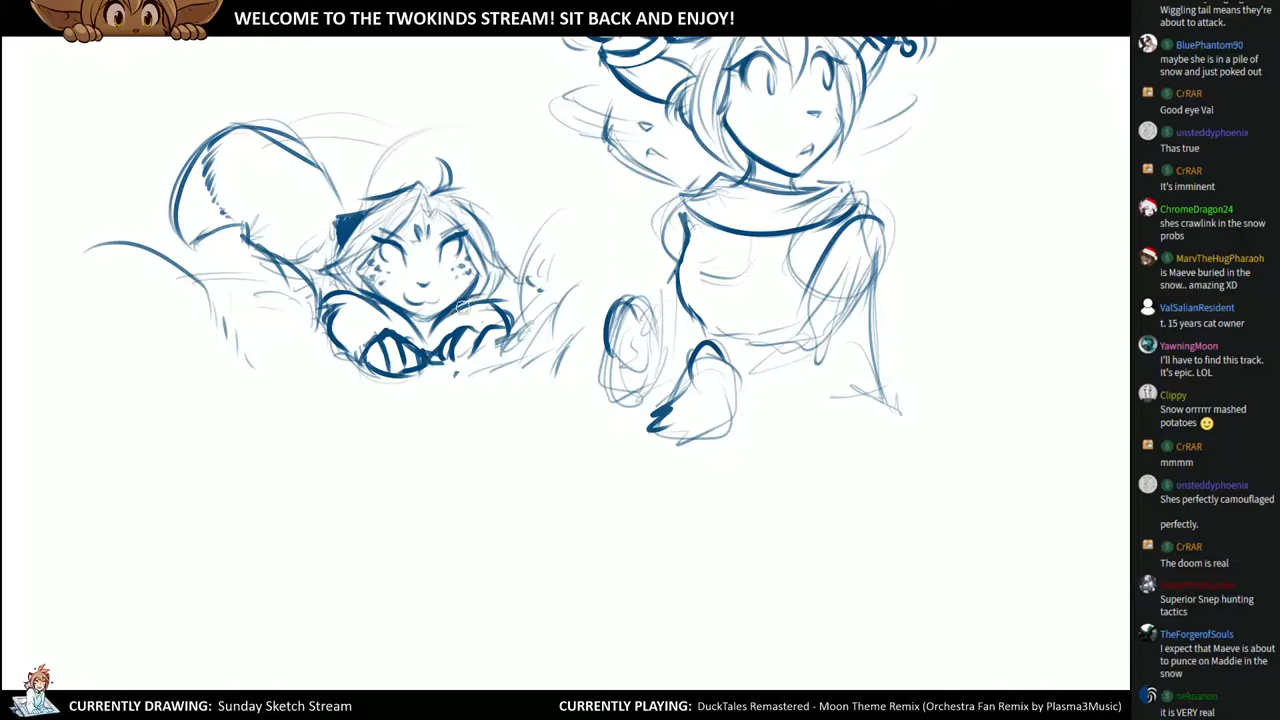 WELCOME TO THE TWOKINDS STREAM! SIT BACK AND ENJOY!
Wiggling tail means they're
about to attack.
BluePhantom90
maybe she is in a pile of
snow and just poked out
CrRAR
Good eye Val
unsteddyphoenix
Thas true
CrRAR
It's imminent
ChromeDragon24
shes crawlink in the snow
probs
MarvTheHugPharaoh
is Maeve buried in the
snow.. amazing XD
ValSalianResident
t. 15 years cat owner
YawningMoon
I'll have to find this track.
It's epic. LOL
Clippy
Snow orrrrrr mashed
potatoes
CrRAR
mmmm
unsteddyphoenix
Shes perfectly camouflaged
perfectly.
CrRAR
The doom is real
Superior Snep hunting
tactics
TheForgerofSouls
I expect that Maeve is about
to punce on Maddie in the
snow
nekoanon
it is VERY real
CURRENTLY DRAWING: Sunday Sketch Stream
CURRENTLY PLAYING: DuckTales Remastered - Moon Theme Remix (Orchestra Fan Remix by Plasma3Music)